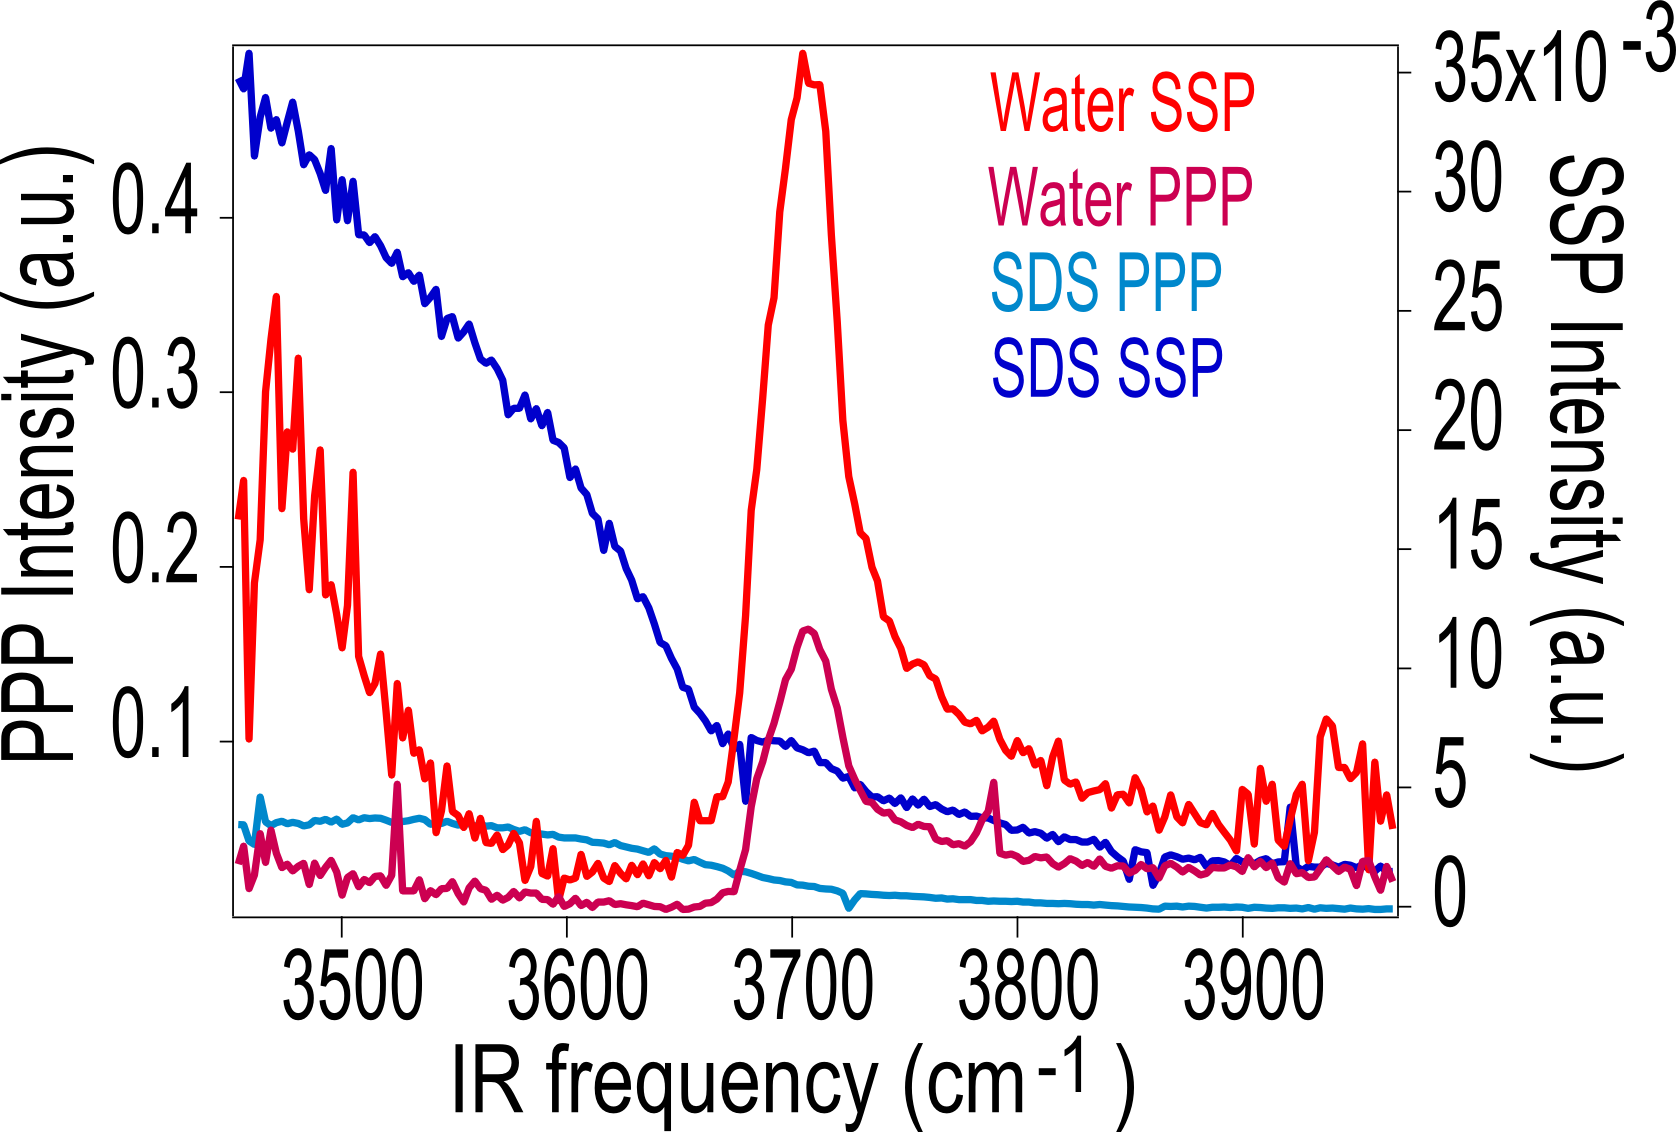 PPP Intensity (a.u.)
0.4
0.3
0.2
0.1
Water SSP
Water PPP
SDS PPP
SDS SSP
35x10 -3
30
25
20
15
10
5
0
SSP Intensity (a.u.)
3500 3600 3700 3800 3900
IR frequency (cm -1 )